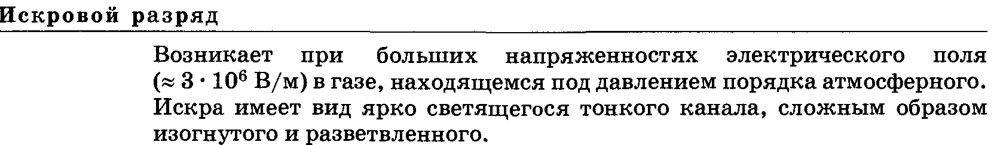 Искровой разряд
Возникает при больших напряженностях электрического поля
(≈ 3 · 10⁶ В/м) в газе, находящемся под давлением порядка атмосферного.
Искра имеет вид ярко светящегося тонкого канала, сложным образом
изогнутого и разветвленного.